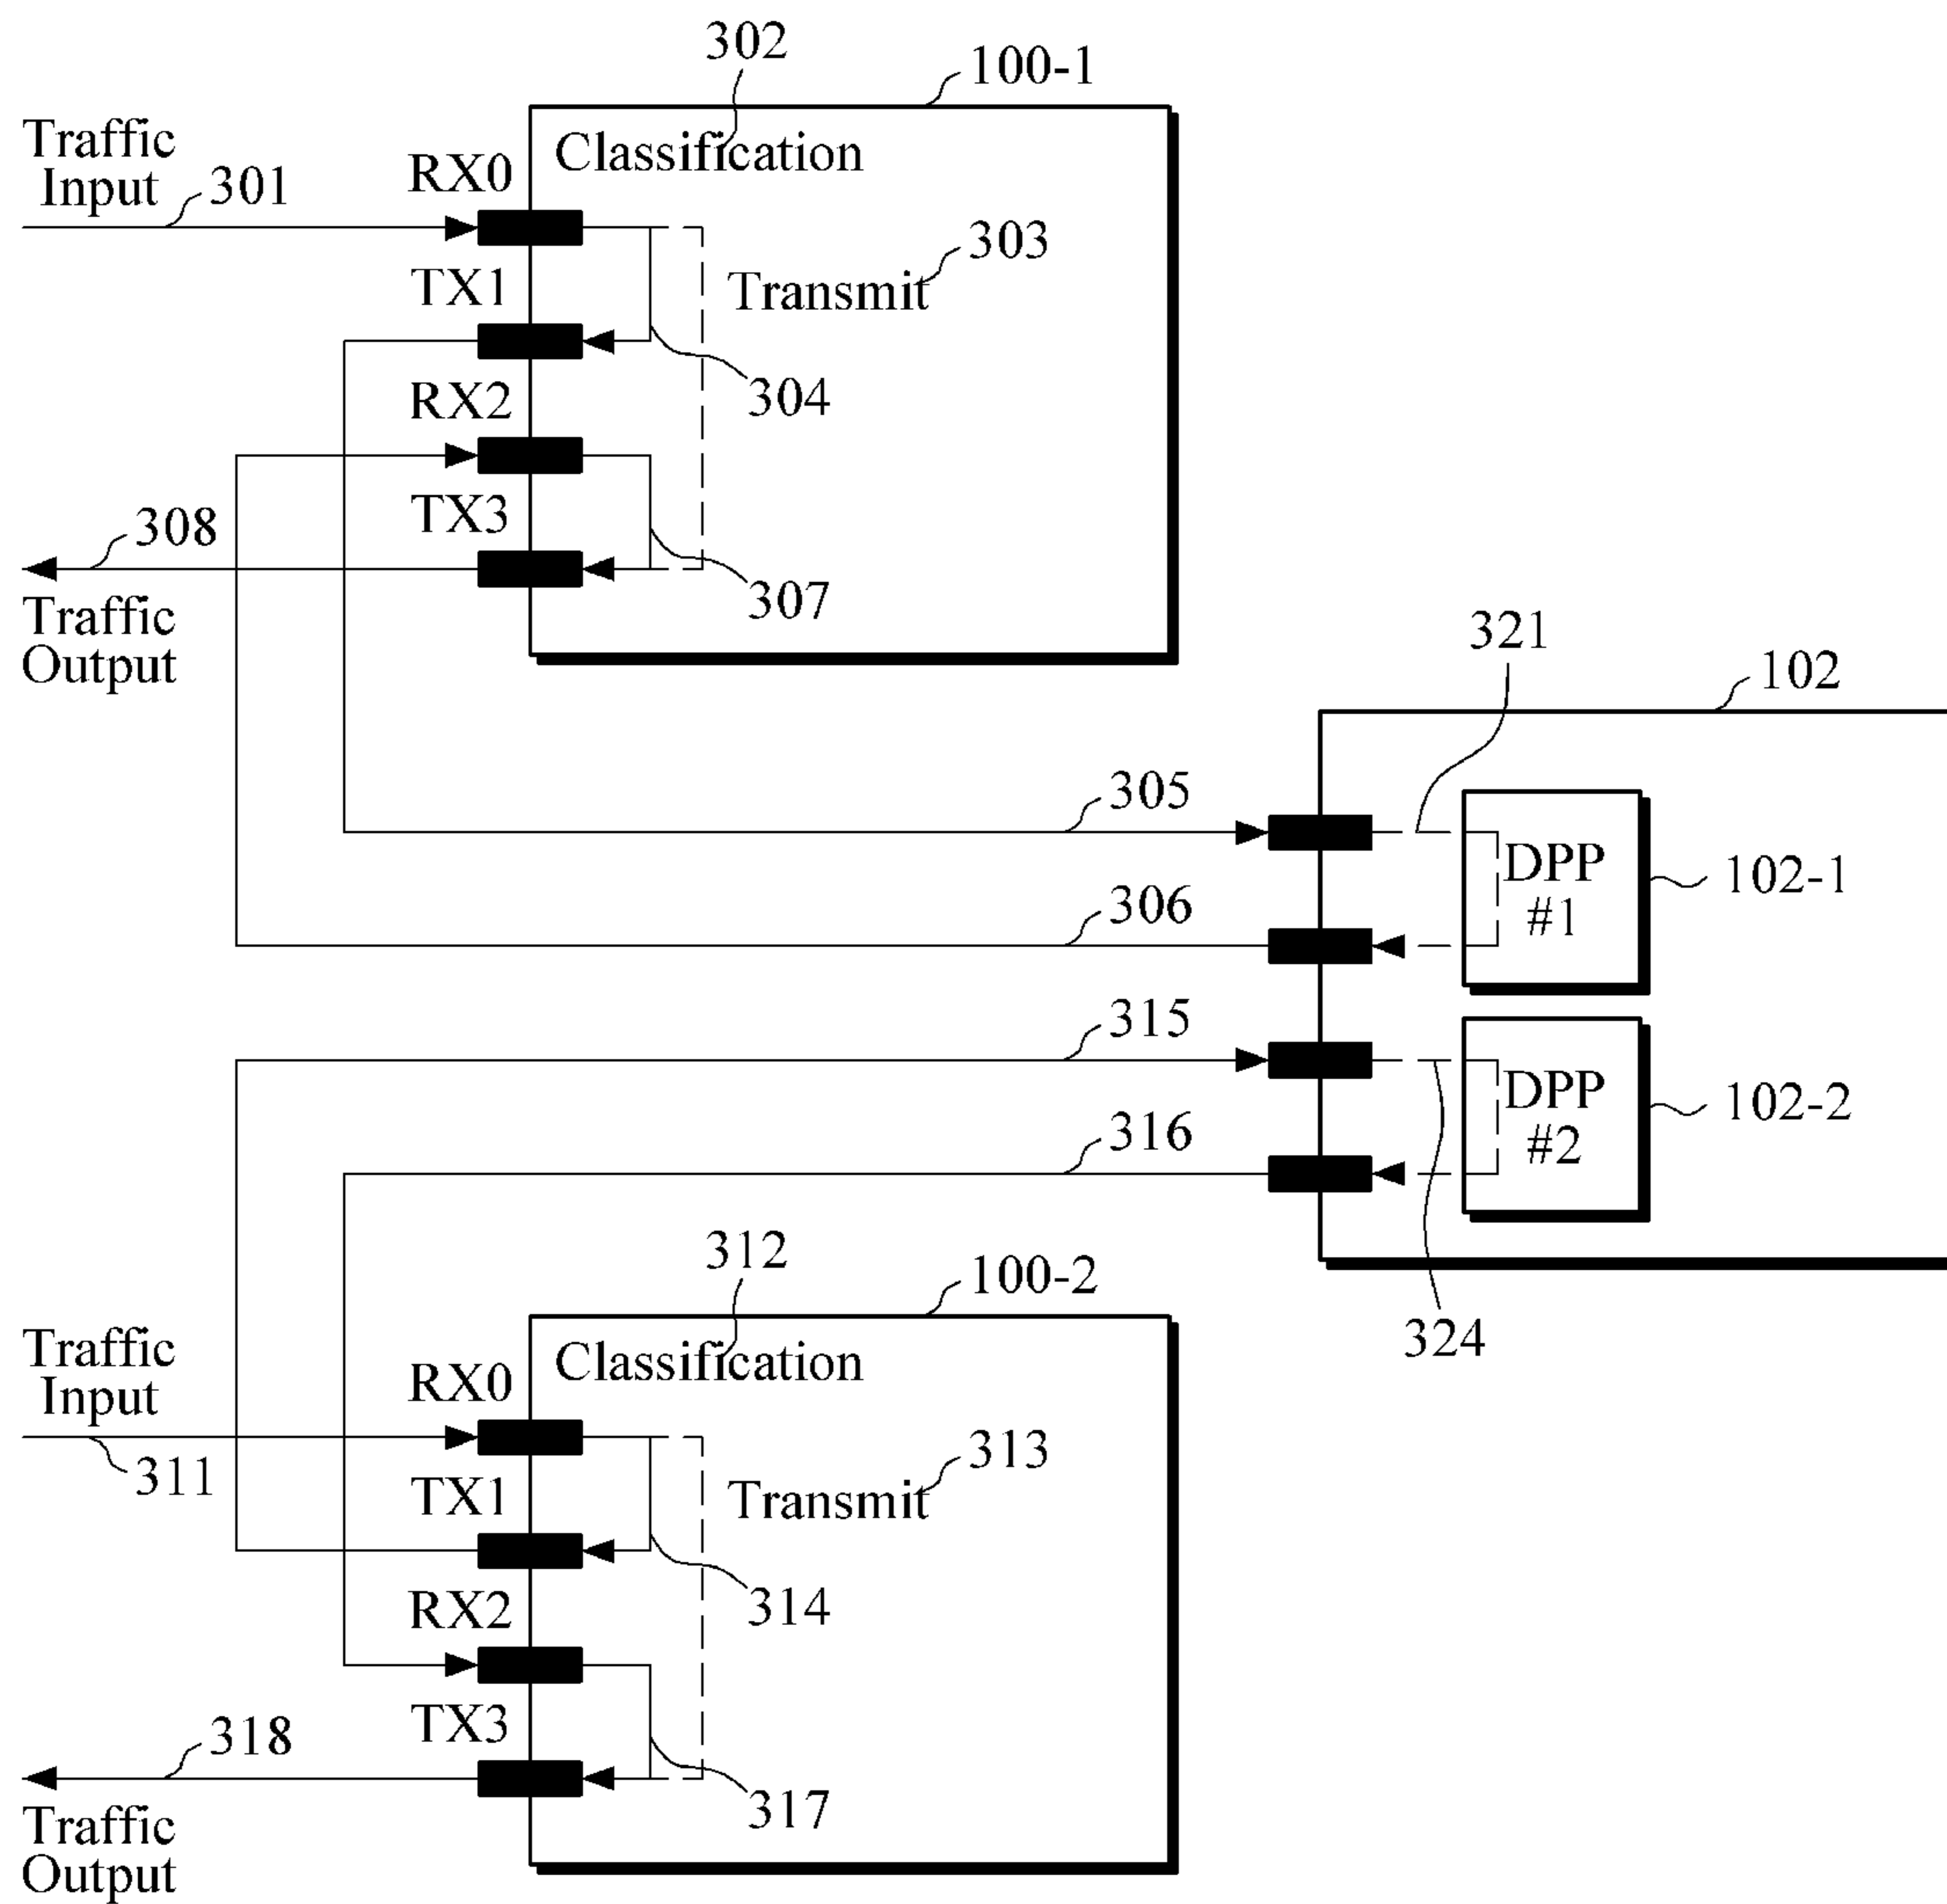 302
100-1
Traffic
Input
301
RX0
Classification
303
TX1
Transmit
304
RX2
TX3
308
307
Traffic
Output
321
102
305
DPP
#1
102-1
306
315
DPP
#2
102-2
316
312
100-2
324
Traffic
Input
RX0
Classification
311
313
TX1
Transmit
314
RX2
318
TX3
317
Traffic
Output